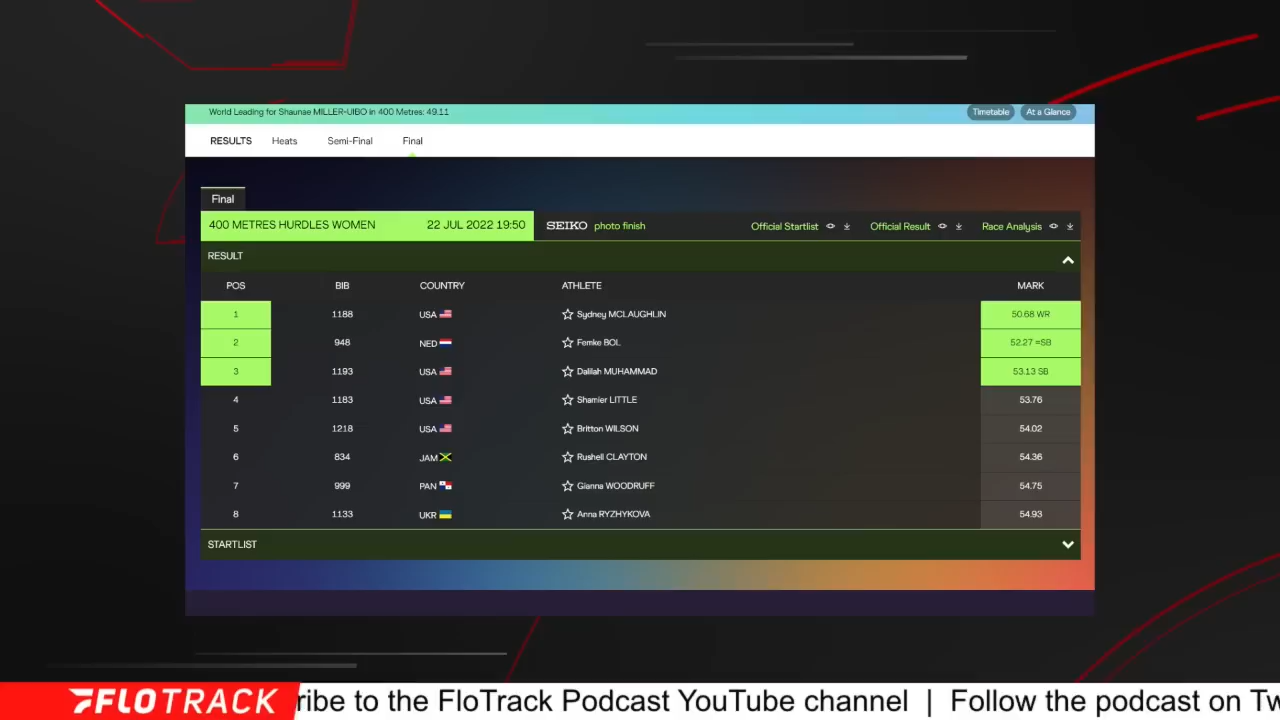 World Leading for Shaunae MILLER-UIBO in 400 Metres: 49.11 Timetable At a Glance
RESULTS Heats Semi-Final Final
Final
400 METRES HURDLES WOMEN 22 JUL 2022 19:50 SEIKO photo finish Official Startlist Official Result Race Analysis
RESULT
POS BIB COUNTRY ATHLETE MARK
1 1188 USA Sydney MCLAUGHLIN 50.68 WR
2 948 NED Femke BOL 52.27 =SB
3 1193 USA Dalilah MUHAMMAD 53.13 SB
4 1183 USA Shamier LITTLE 53.76
5 1218 USA Britton WILSON 54.02
6 834 JAM Rushell CLAYTON 54.36
7 999 PAN Gianna WOODRUFF 54.75
8 1133 UKR Anna RYZHYKOVA 54.93
STARTLIST
FLOTRACK ribe to the FloTrack Podcast YouTube channel | Follow the podcast on Tw